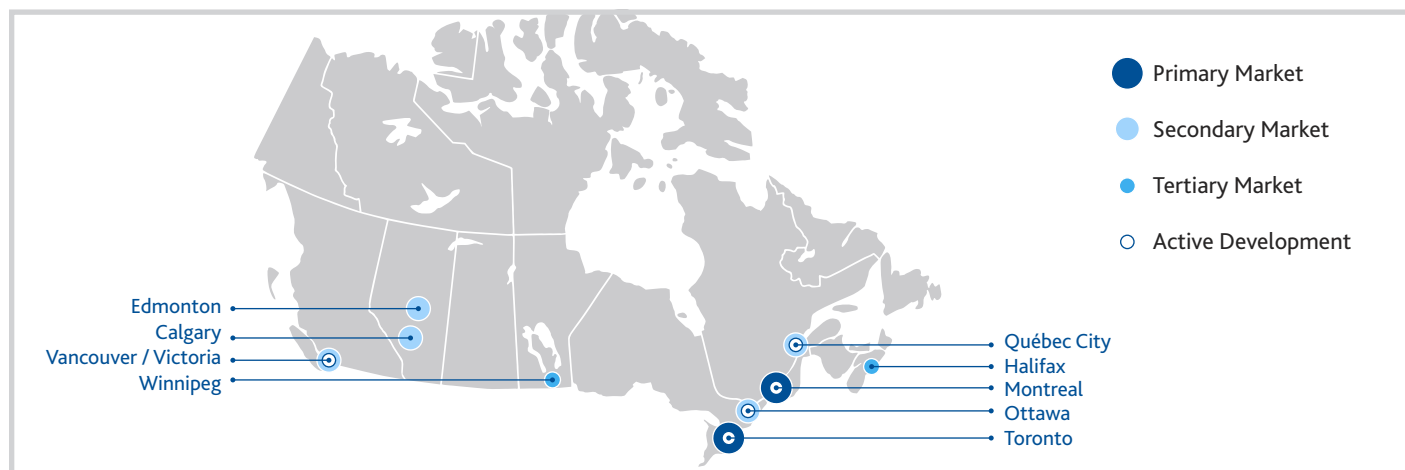 Primary Market
Secondary Market
Tertiary Market
Active Development
Edmonton
Calgary
Vancouver / Victoria
Winnipeg
Québec City
Halifax
Montreal
Ottawa
Toronto